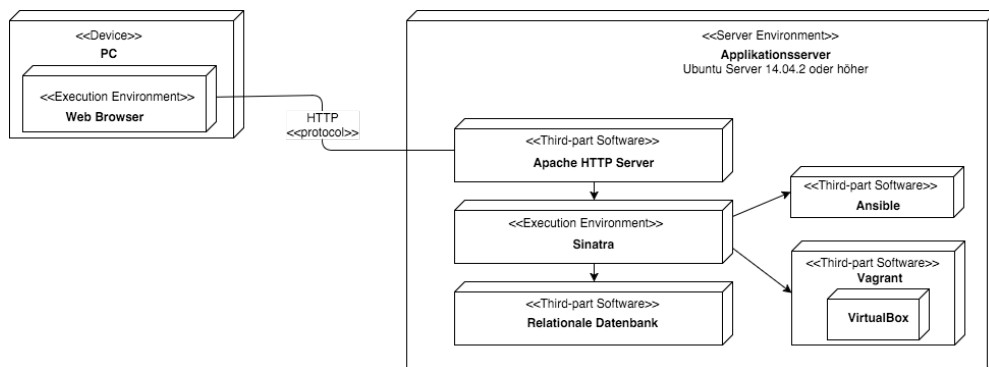 <<Device>>
PC
<<Execution Environment>>
Web Browser
HTTP
<<protocol>>
<<Server Environment>>
Applikationsserver
Ubuntu Server 14.04.2 oder höher
<<Third-part Software>>
Apache HTTP Server
<<Execution Environment>>
Sinatra
<<Third-part Software>>
Relationale Datenbank
<<Third-part Software>>
Ansible
<<Third-part Software>>
Vagrant
VirtualBox